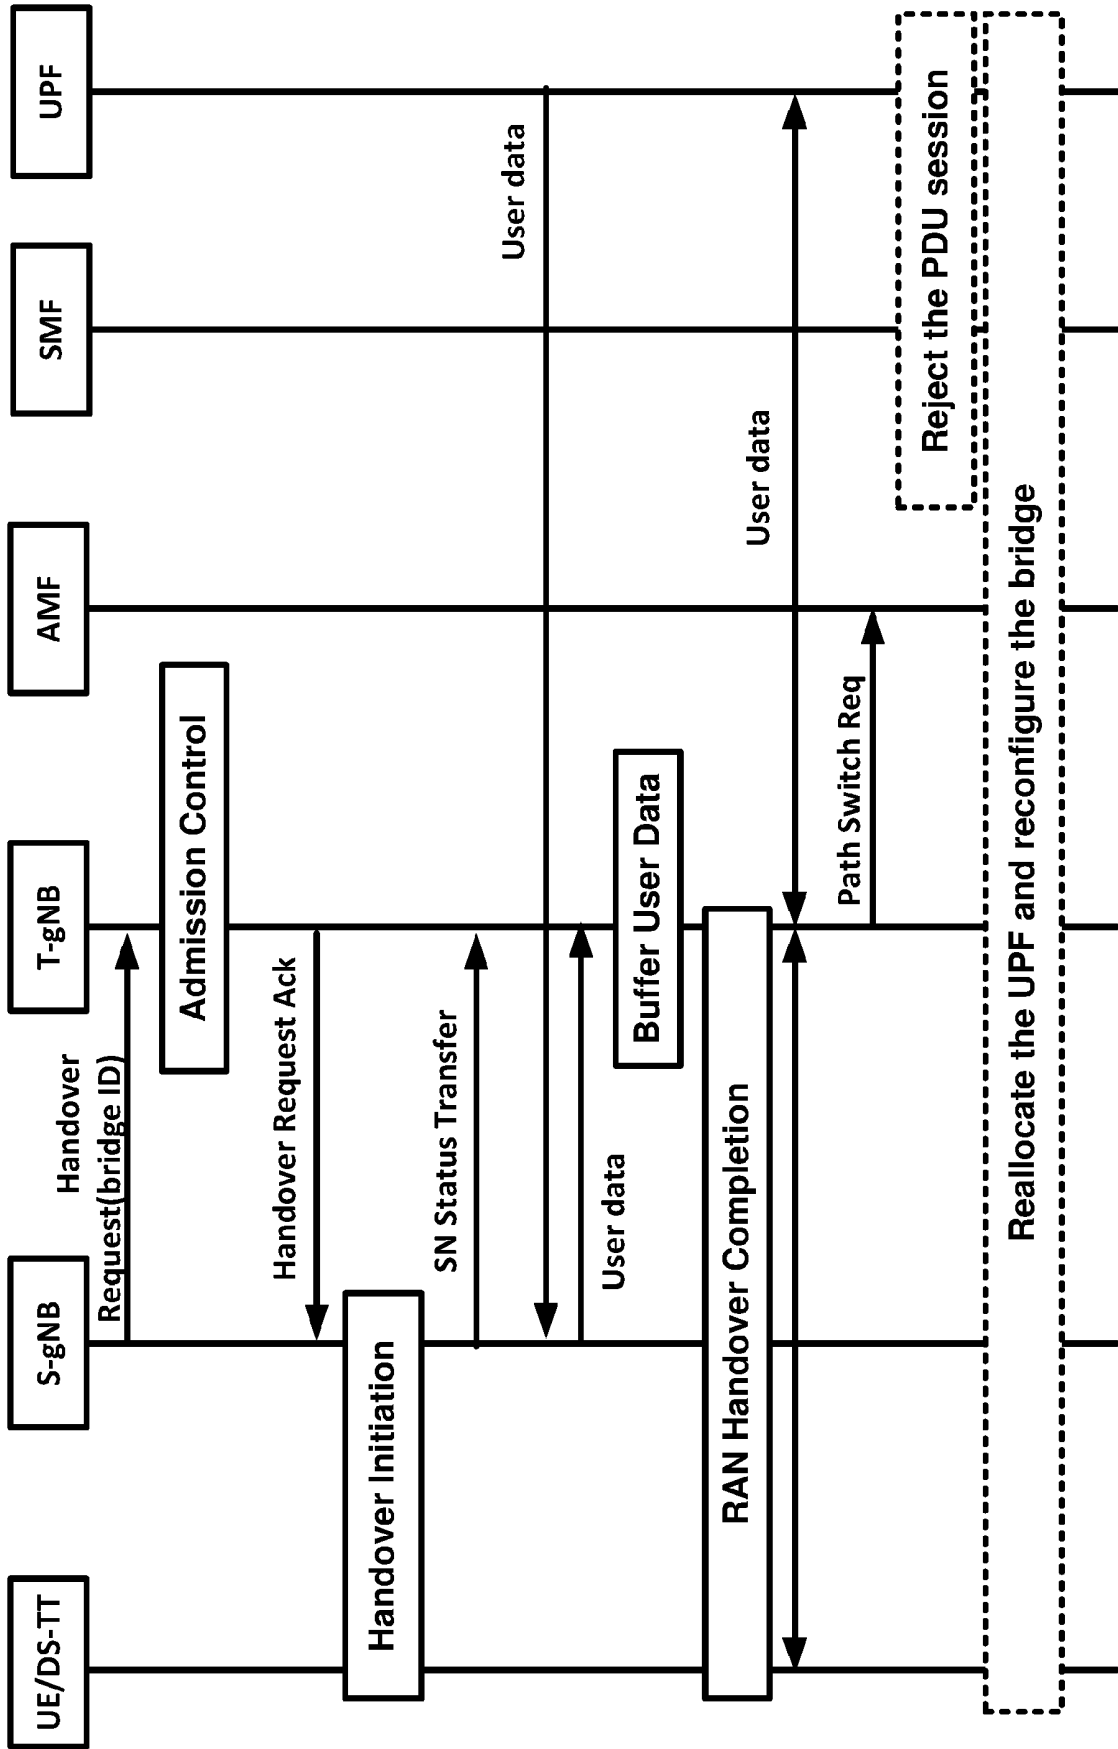 UE/DS-TT
S-gNB
T-gNB
AMF
SMF
UPF
Handover
Request(bridge ID)
Admission Control
Handover Request Ack
Handover Initiation
SN Status Transfer
User data
User data
Buffer User Data
RAN Handover Completion
User data
Path Switch Req
Reject the PDU session
Reallocate the UPF and reconfigure the bridge